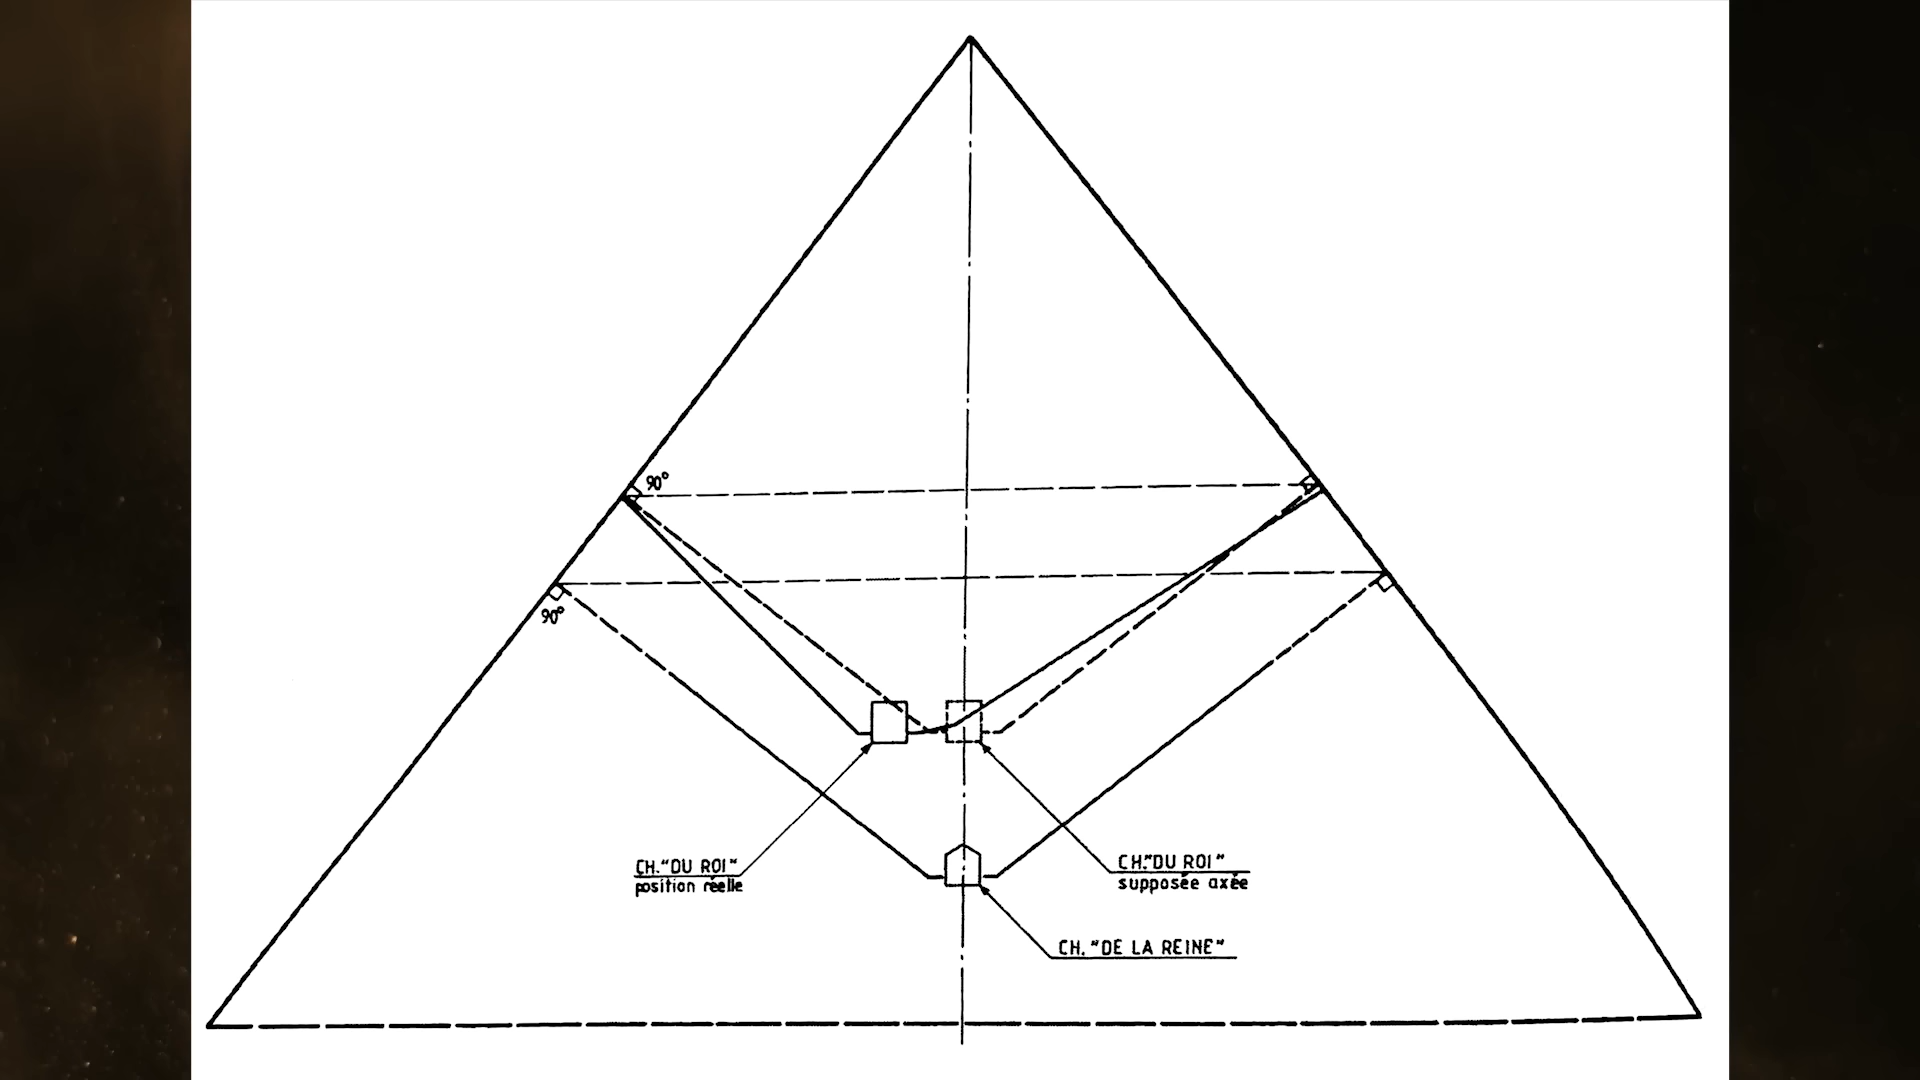 90°
90°
CH."DU ROI"
position réelle
CH."DU ROI"
supposée axée
CH. "DE LA REINE"